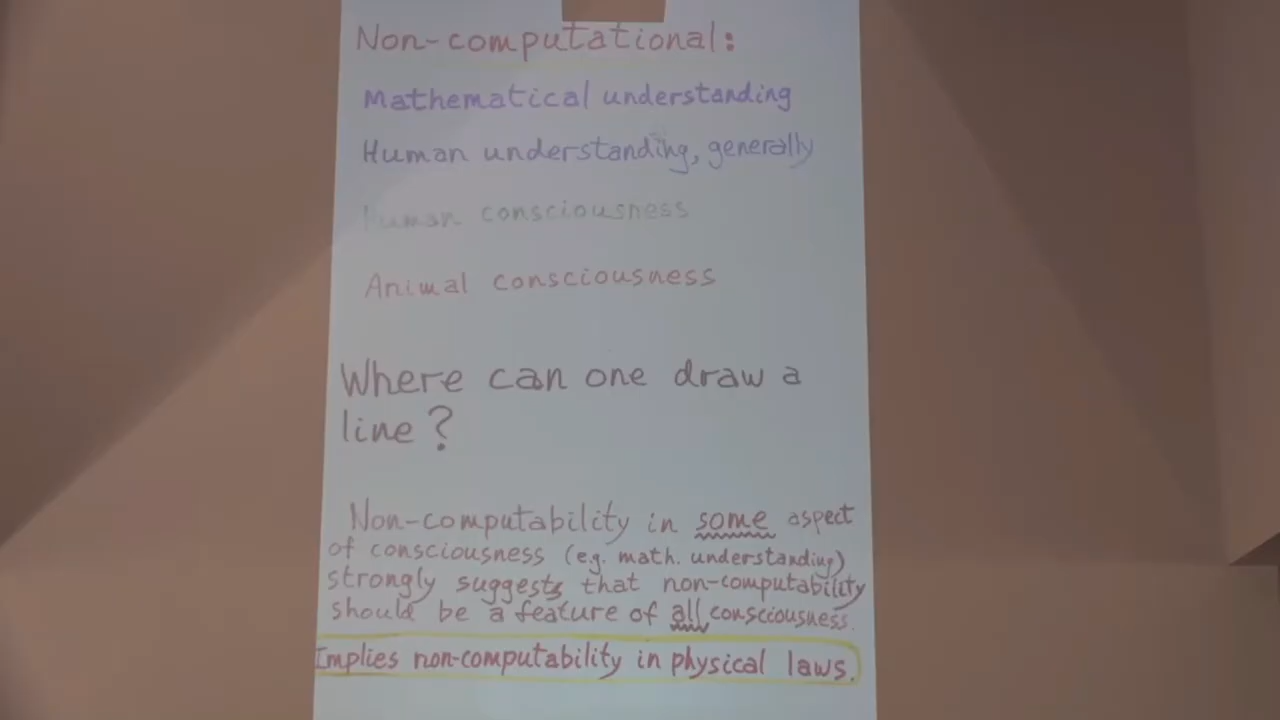 Non-computational:
Mathematical understanding
Human understanding, generally
Human consciousness
Animal consciousness
Where can one draw a
line?
Non-computability in some aspect
of consciousness (e.g. math. understanding)
strongly suggests that non-computability
should be a feature of all consciousness.
Implies non-computability in physical laws.